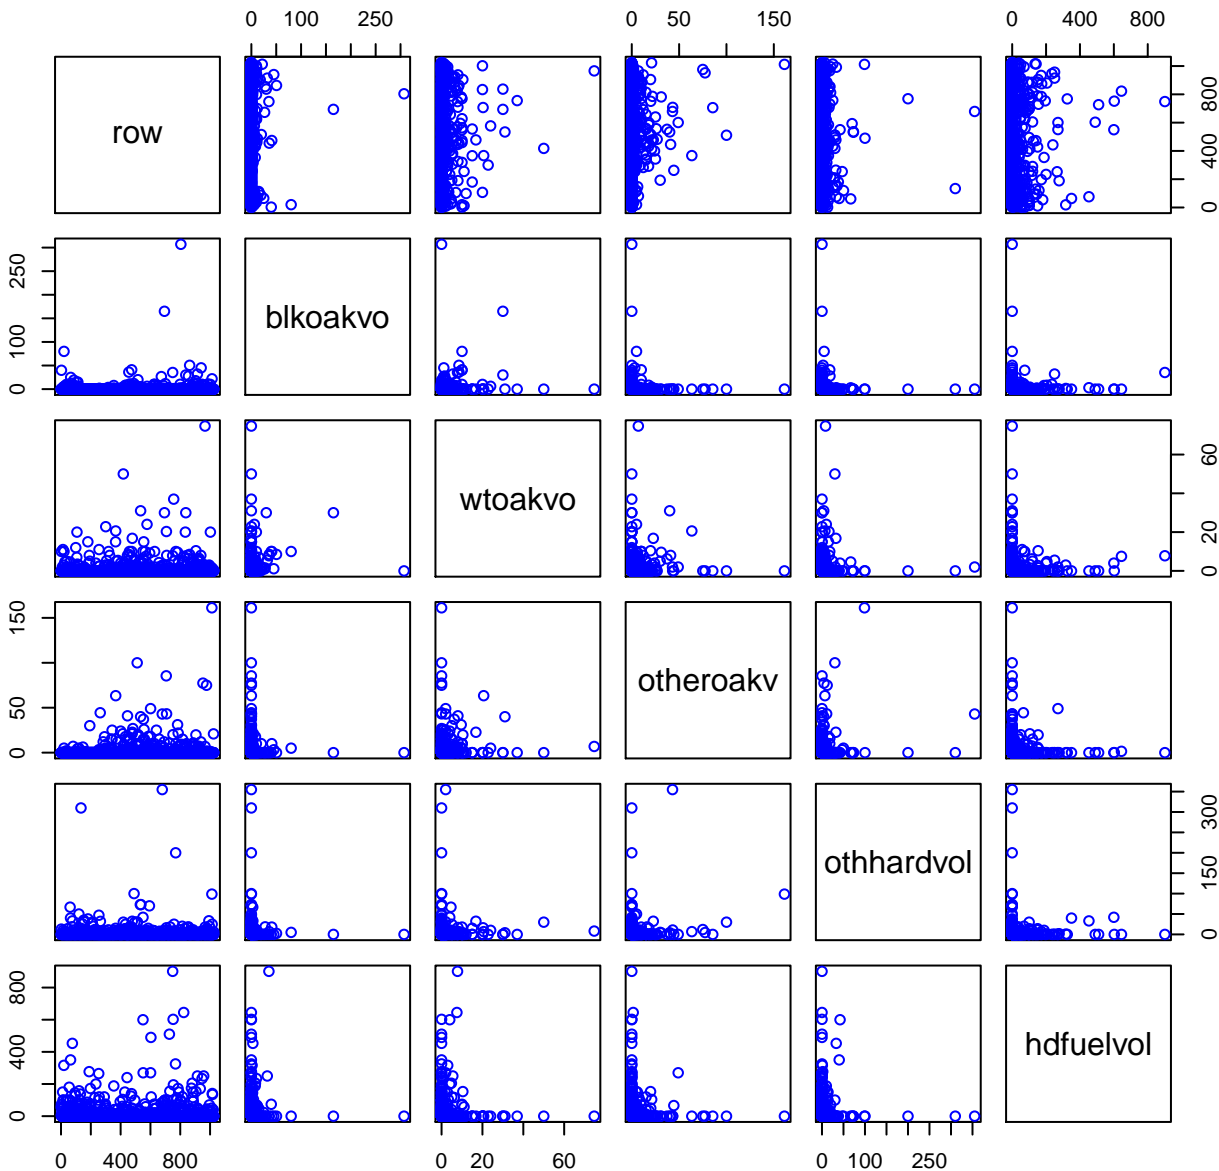 0 100 250 0 50 150 0 400 800
row 0 400 800
0 100 250 blkoakvo
wtoakvo 0 20 60
0 50 150 otheroakv
othhardvol 0 150 300
0 400 800 hdfuelvol
0 400 800 0 20 60 0 100 250